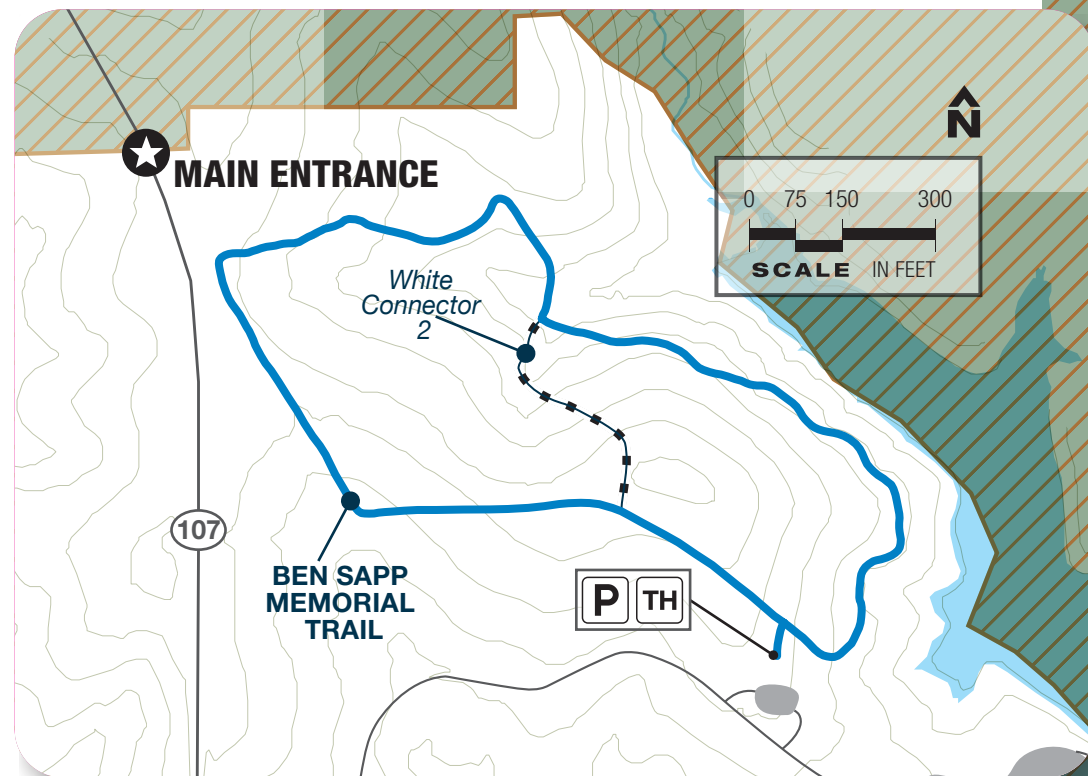 MAIN ENTRANCE
N
0 75 150 300
SCALE IN FEET
White
Connector
2
107
BEN SAPP
MEMORIAL
TRAIL
P TH